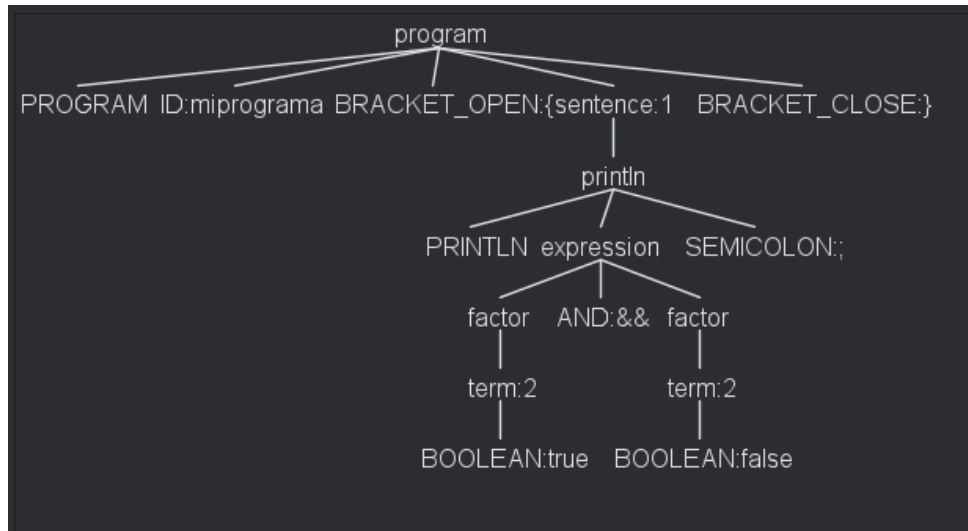 program
PROGRAM ID:miprograma BRACKET_OPEN:{sentence:1 BRACKET_CLOSE:}
println
PRINTLN expression SEMICOLON:;
factor AND:&& factor
term:2 term:2
BOOLEAN:true BOOLEAN:false